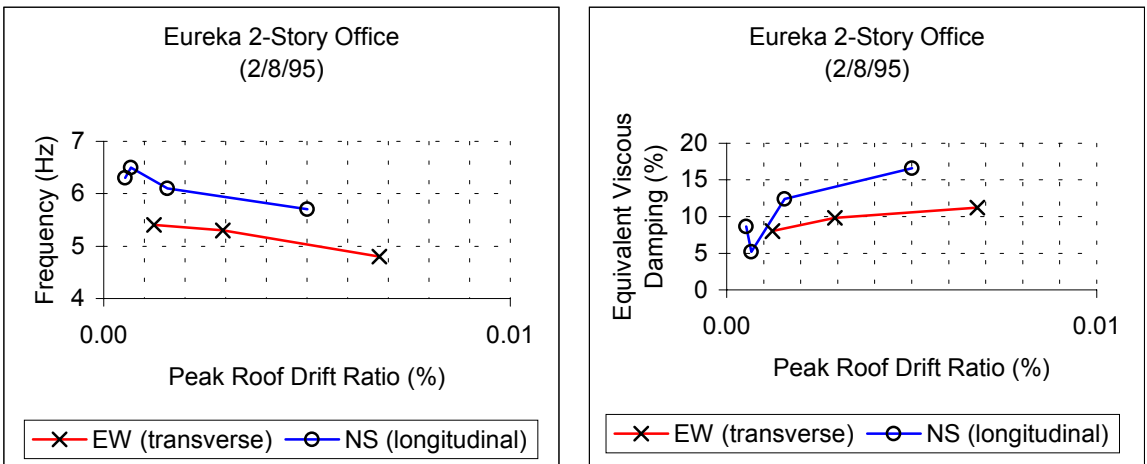 Eureka 2-Story Office
(2/8/95)
Frequency (Hz)
7
6
5
4
0.00
0.01
Peak Roof Drift Ratio (%)
EW (transverse)
NS (longitudinal)
Eureka 2-Story Office
(2/8/95)
Equivalent Viscous
Damping (%)
20
15
10
5
0
0.00
0.01
Peak Roof Drift Ratio (%)
EW (transverse)
NS (longitudinal)